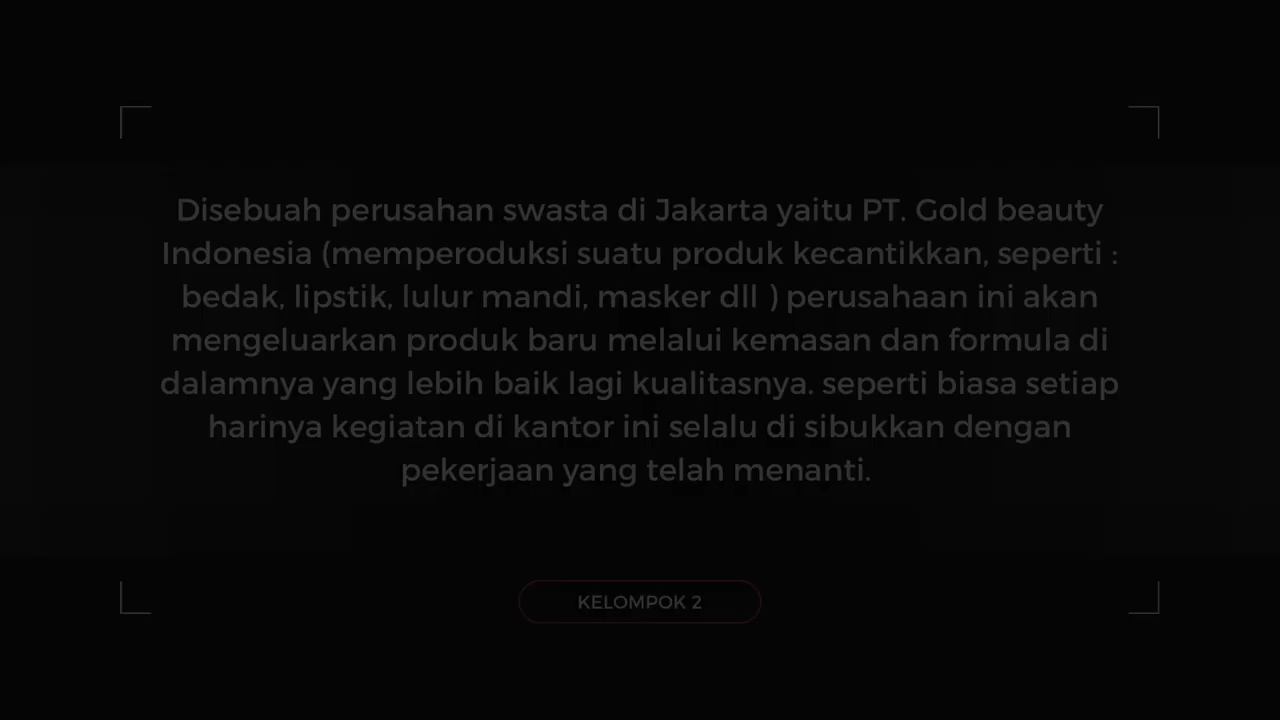 Disebuah perusahan swasta di Jakarta yaitu PT. Gold beauty
Indonesia (memperoduksi suatu produk kecantikkan, seperti :
bedak, lipstik, lulur mandi, masker dll ) perusahaan ini akan
mengeluarkan produk baru melalui kemasan dan formula di
dalamnya yang lebih baik lagi kualitasnya. seperti biasa setiap
harinya kegiatan di kantor ini selalu di sibukkan dengan
pekerjaan yang telah menanti.
KELOMPOK 2